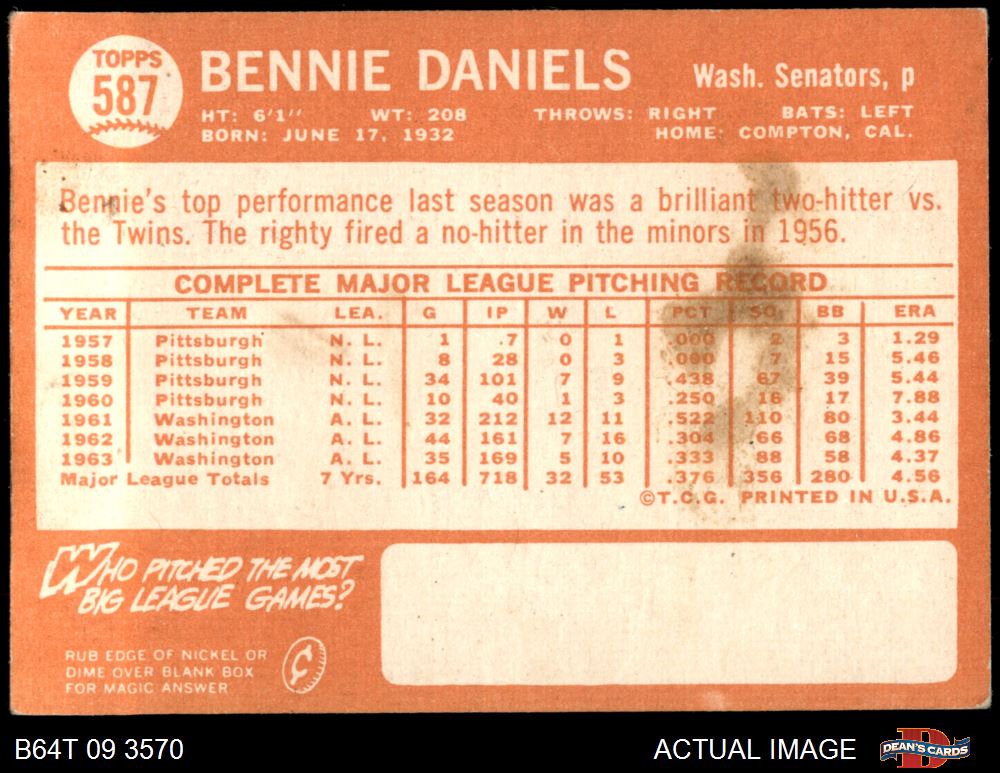 TOPPS
587
BENNIE DANIELS
Wash. Senators, p
HT: 6'1" WT: 208 THROWS: RIGHT BATS: LEFT
BORN: JUNE 17, 1932 HOME: COMPTON, CAL.
Bennie's top performance last season was a brilliant two-hitter vs.
the Twins. The righty fired a no-hitter in the minors in 1956.
COMPLETE MAJOR LEAGUE PITCHING RECORD
YEAR TEAM LEA. G IP W L PCT SO BB ERA
1957 Pittsburgh N. L. 1 .7 0 1 .000 2 3 1.29
1958 Pittsburgh N. L. 8 28 0 3 .000 7 15 5.46
1959 Pittsburgh N. L. 34 101 7 9 .438 67 39 5.44
1960 Pittsburgh N. L. 10 40 1 3 .250 16 17 7.88
1961 Washington A. L. 32 212 12 11 .522 110 80 3.44
1962 Washington A. L. 44 161 7 16 .304 66 68 4.86
1963 Washington A. L. 35 169 5 10 .333 88 58 4.37
Major League Totals 7 Yrs. 164 718 32 53 .376 356 280 4.56
©T.C.G. PRINTED IN U.S.A.
WHO PITCHED THE MOST
BIG LEAGUE GAMES?
RUB EDGE OF NICKEL OR
DIME OVER BLANK BOX
FOR MAGIC ANSWER
¢
B64T 09 3570
ACTUAL IMAGE
DEAN'S CARDS